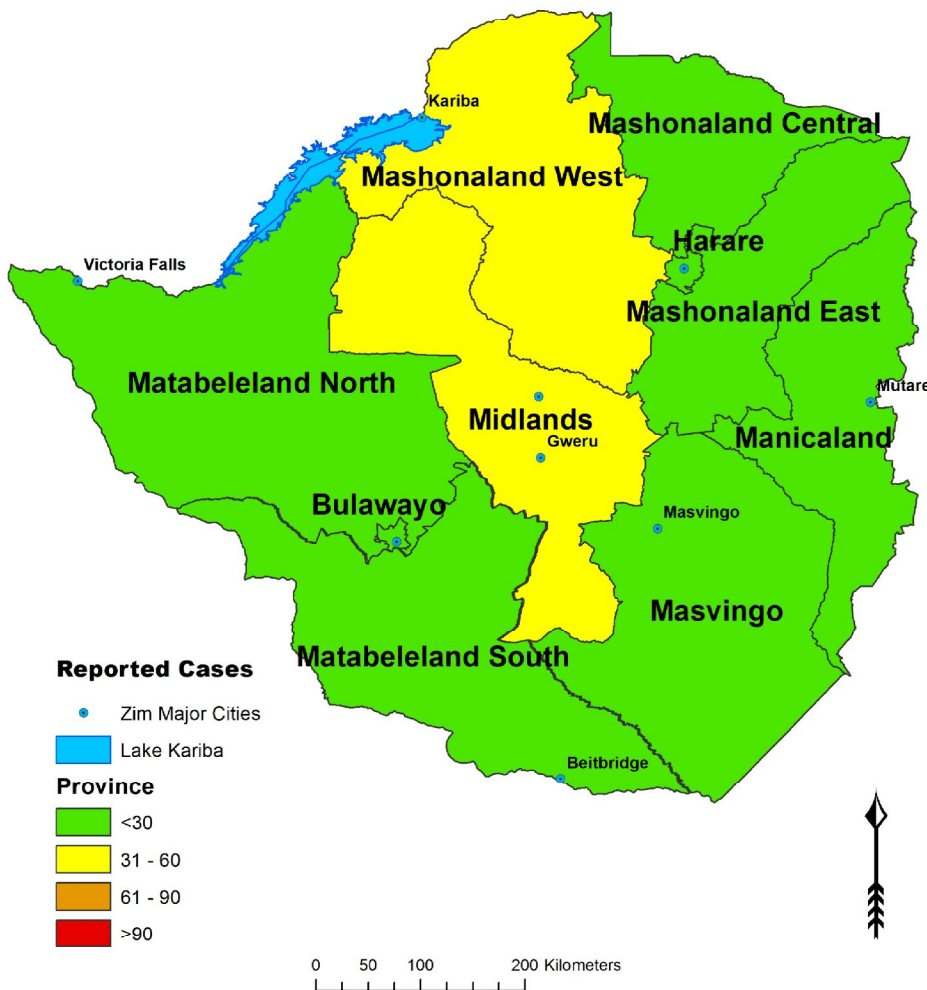 Kariba
Mashonaland Central
Mashonaland West
Harare
Victoria Falls
Mashonaland East
Matabeleland North
Mutare
Midlands
Manicaland
Gweru
Bulawayo
Masvingo
Masvingo
Matabeleland South
Reported Cases
Zim Major Cities
Lake Kariba
Beitbridge
Province
<30
31 - 60
61 - 90
>90
0 50 100 200 Kilometers